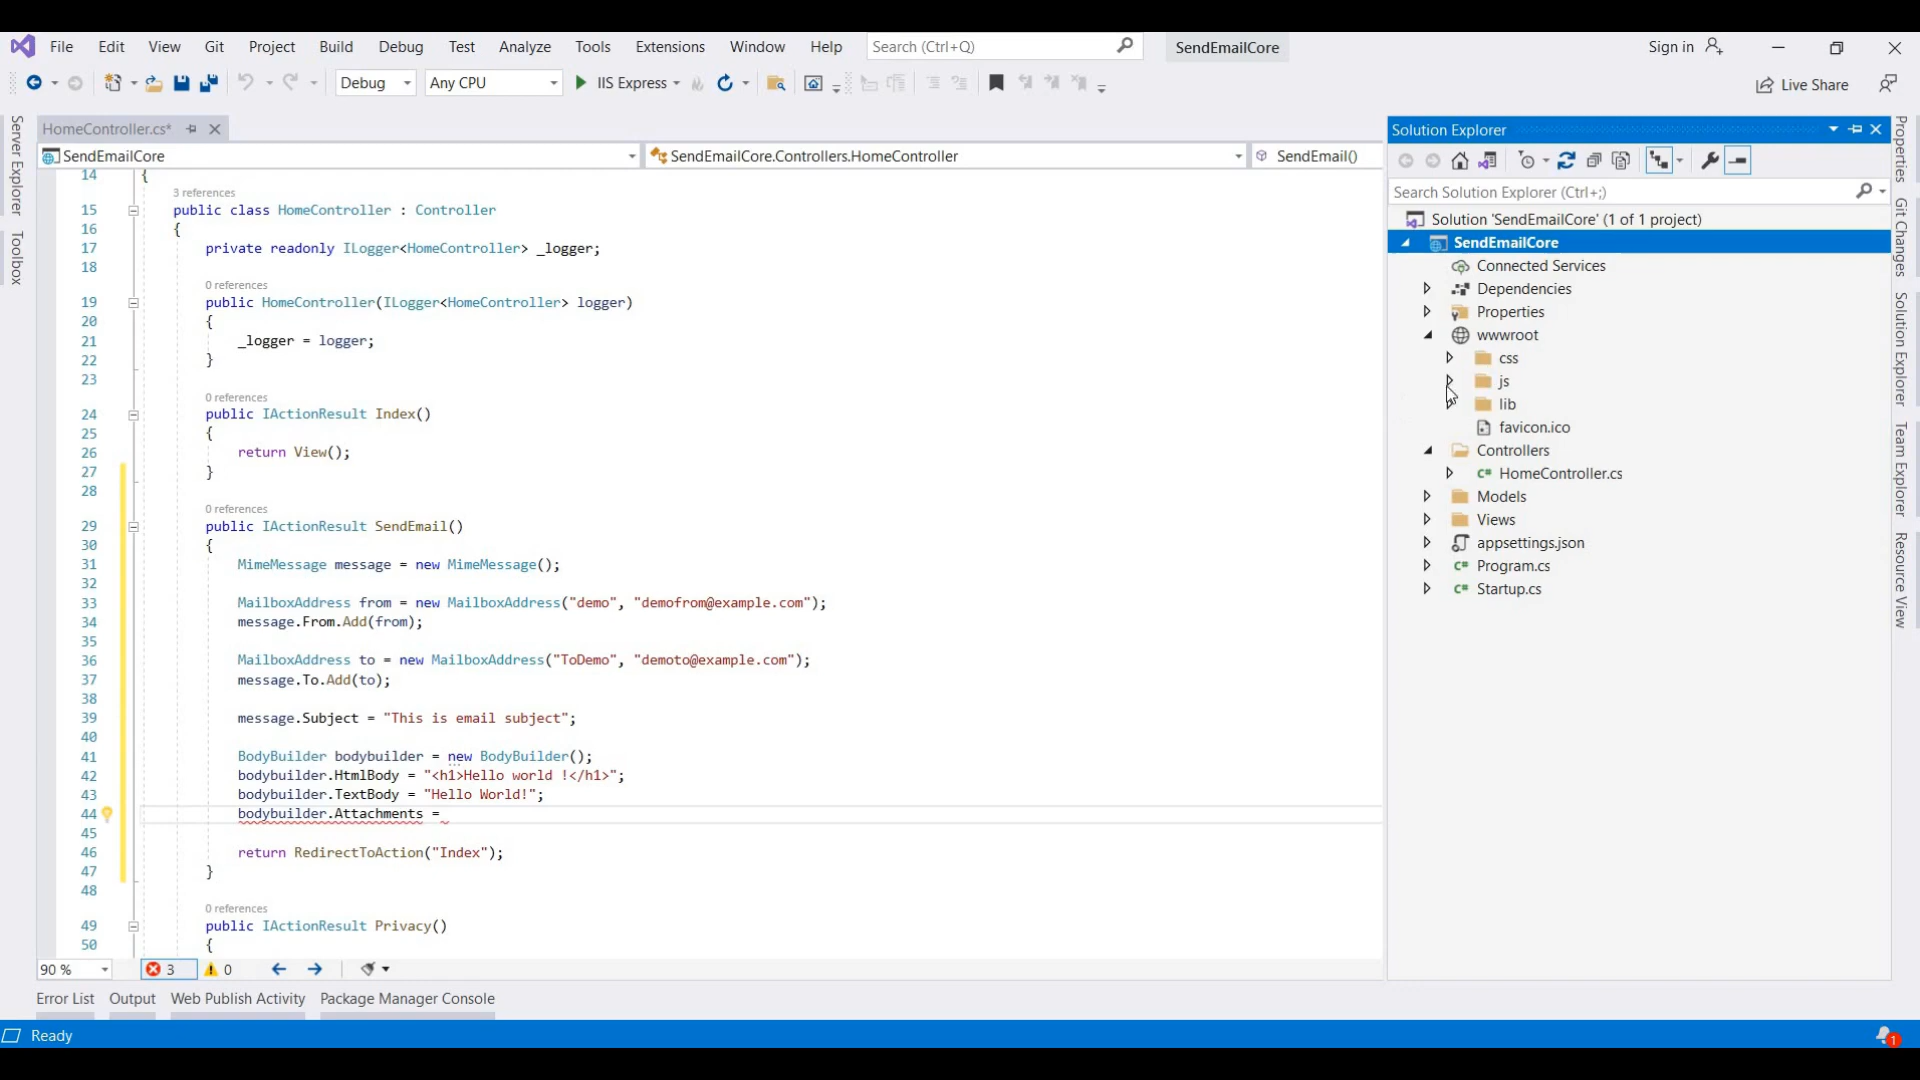 File Edit View Git Project Build Debug Test Analyze Tools Extensions Window Help Search (Ctrl+Q) SendEmailCore Sign in
Debug Any CPU IIS Express Live Share
HomeController.cs*
SendEmailCore SendEmailCore.Controllers.HomeController SendEmail()
Server Explorer
Toolbox
14 {
3 references
15 public class HomeController : Controller
16 {
17 private readonly ILogger<HomeController> _logger;
18
0 references
19 public HomeController(ILogger<HomeController> logger)
20 {
21 _logger = logger;
22 }
23
0 references
24 public IActionResult Index()
25 {
26 return View();
27 }
28
0 references
29 public IActionResult SendEmail()
30 {
31 MimeMessage message = new MimeMessage();
32
33 MailboxAddress from = new MailboxAddress("demo", "demofrom@example.com");
34 message.From.Add(from);
35
36 MailboxAddress to = new MailboxAddress("ToDemo", "demoto@example.com");
37 message.To.Add(to);
38
39 message.Subject = "This is email subject";
40
41 BodyBuilder bodybuilder = new BodyBuilder();
42 bodybuilder.HtmlBody = "<h1>Hello world !</h1>";
43 bodybuilder.TextBody = "Hello World!";
44 bodybuilder.Attachments =
45
46 return RedirectToAction("Index");
47 }
48
0 references
49 public IActionResult Privacy()
50 {
90 % 3 0
Error List Output Web Publish Activity Package Manager Console
Ready
1
Solution Explorer
Search Solution Explorer (Ctrl+;)
Solution 'SendEmailCore' (1 of 1 project)
SendEmailCore
Connected Services
Dependencies
Properties
wwwroot
css
js
lib
favicon.ico
Controllers
HomeController.cs
Models
Views
appsettings.json
Program.cs
Startup.cs
Properties
Git Changes
Solution Explorer
Team Explorer
Resource View